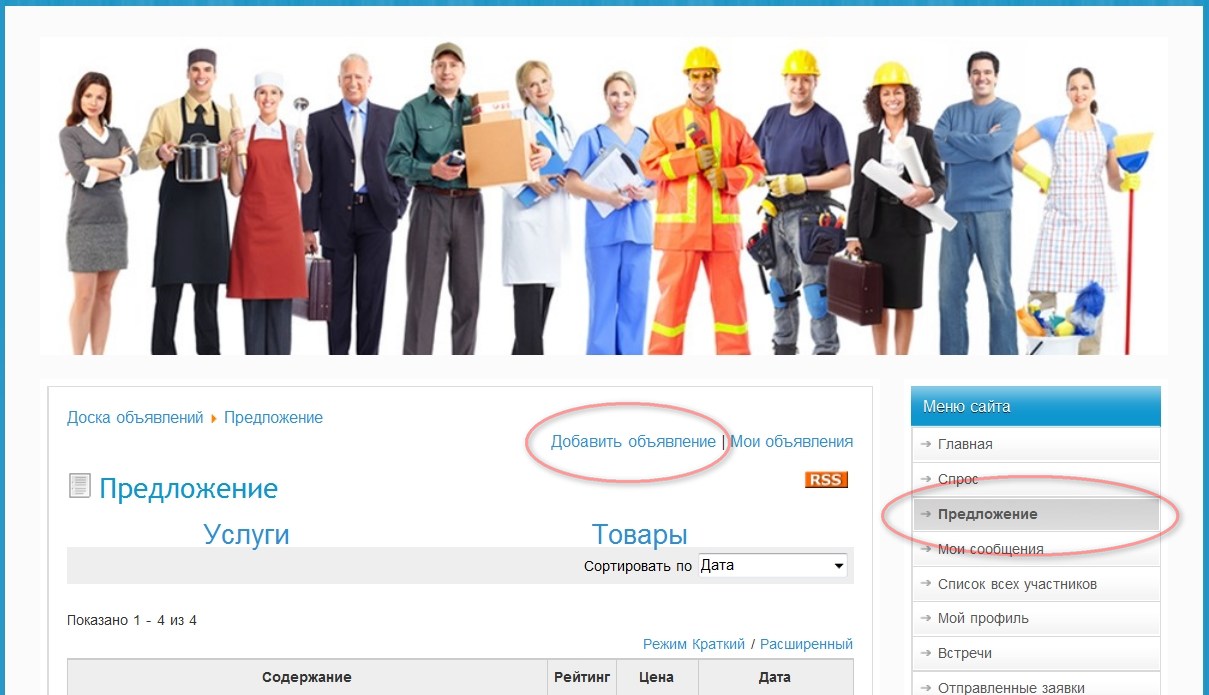 Доска объявлений Предложение
Добавить объявление | Мои объявления
Предложение
RSS
Услуги Товары
Сортировать по Дата
Показано 1 - 4 из 4
Режим Краткий / Расширенный
Содержание Рейтинг Цена Дата
Меню сайта
Главная
Спрос
Предложение
Мои сообщения
Список всех участников
Мой профиль
Встречи
Отправленные заявки